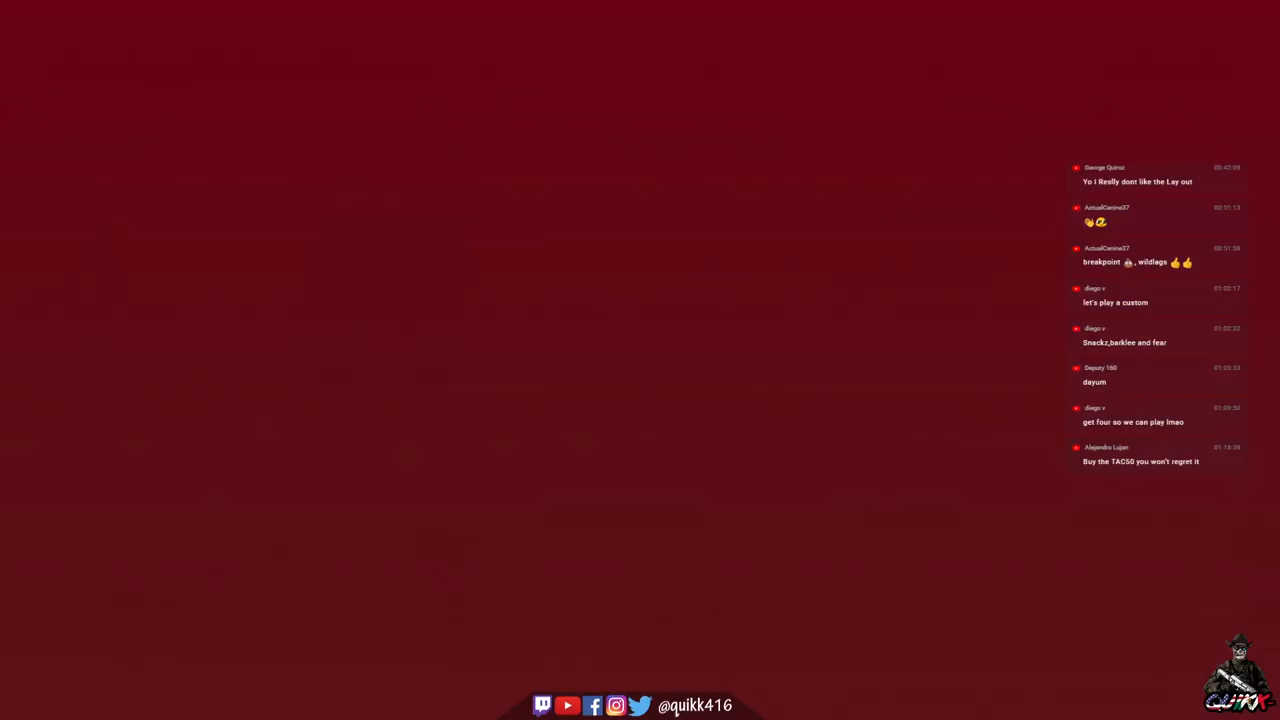 George Quiroz 00:42:09
Yo I Reslly dont like the Lay out
ActualCanine37 00:51:13
👋🤣
ActualCanine37 00:51:58
breakpoint 💩, wildlags 👍👍
diego v 01:02:17
let's play a custom
diego v 01:02:32
Snackz,barklee and fear
Deputy 160 01:05:33
dayum
diego v 01:09:50
get four so we can play lmao
Alejandro Lujan 01:18:38
Buy the TAC50 you won't regret it
@quikk416
QUIKK